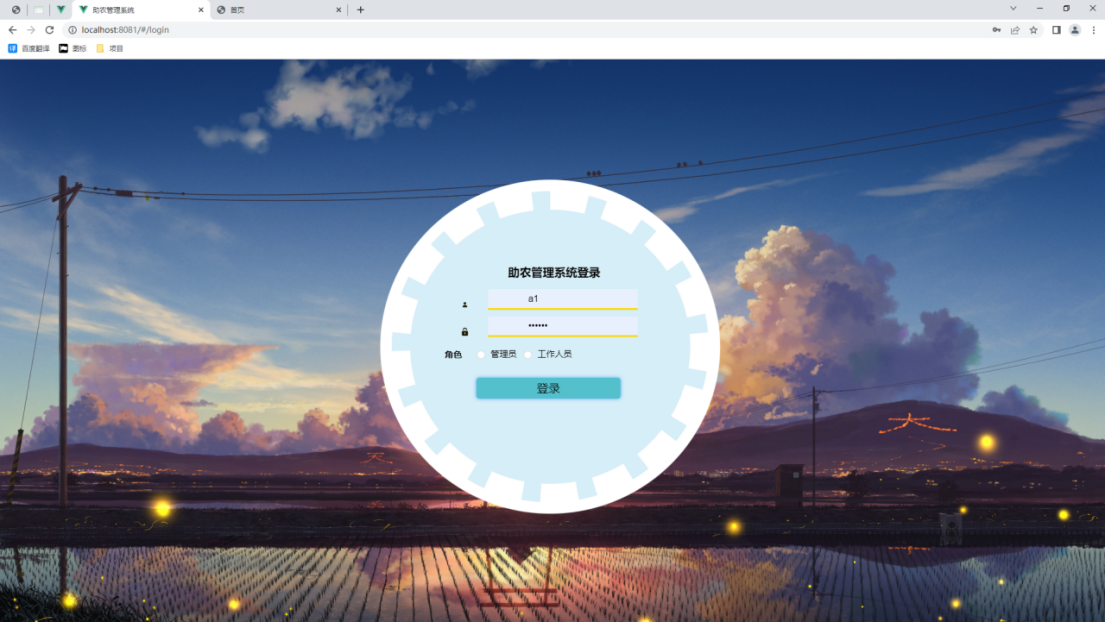 助农管理系统
首页
localhost:8081/#/login
译 百度翻译 图标 项目
助农管理系统登录
a1
••••••
角色 管理员 工作人员
登录
大